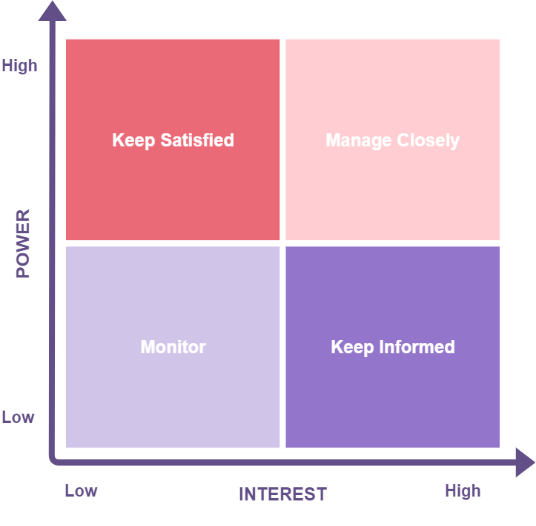 High
Keep Satisfied
Manage Closely
POWER
Monitor
Keep Informed
Low
Low
INTEREST
High